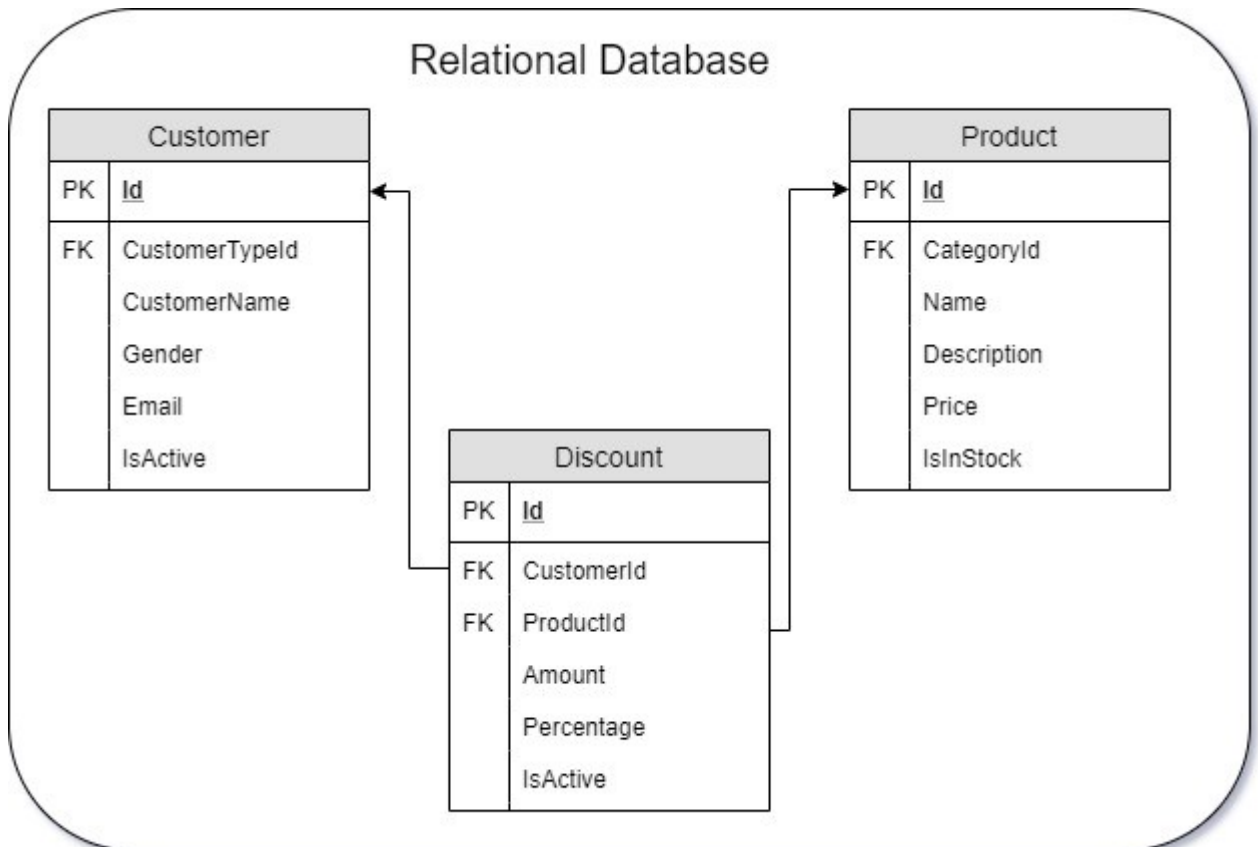 Relational Database
Customer
PK Id
FK CustomerTypeId
CustomerName
Gender
Email
IsActive
Product
PK Id
FK CategoryId
Name
Description
Price
IsInStock
Discount
PK Id
FK CustomerId
FK ProductId
Amount
Percentage
IsActive